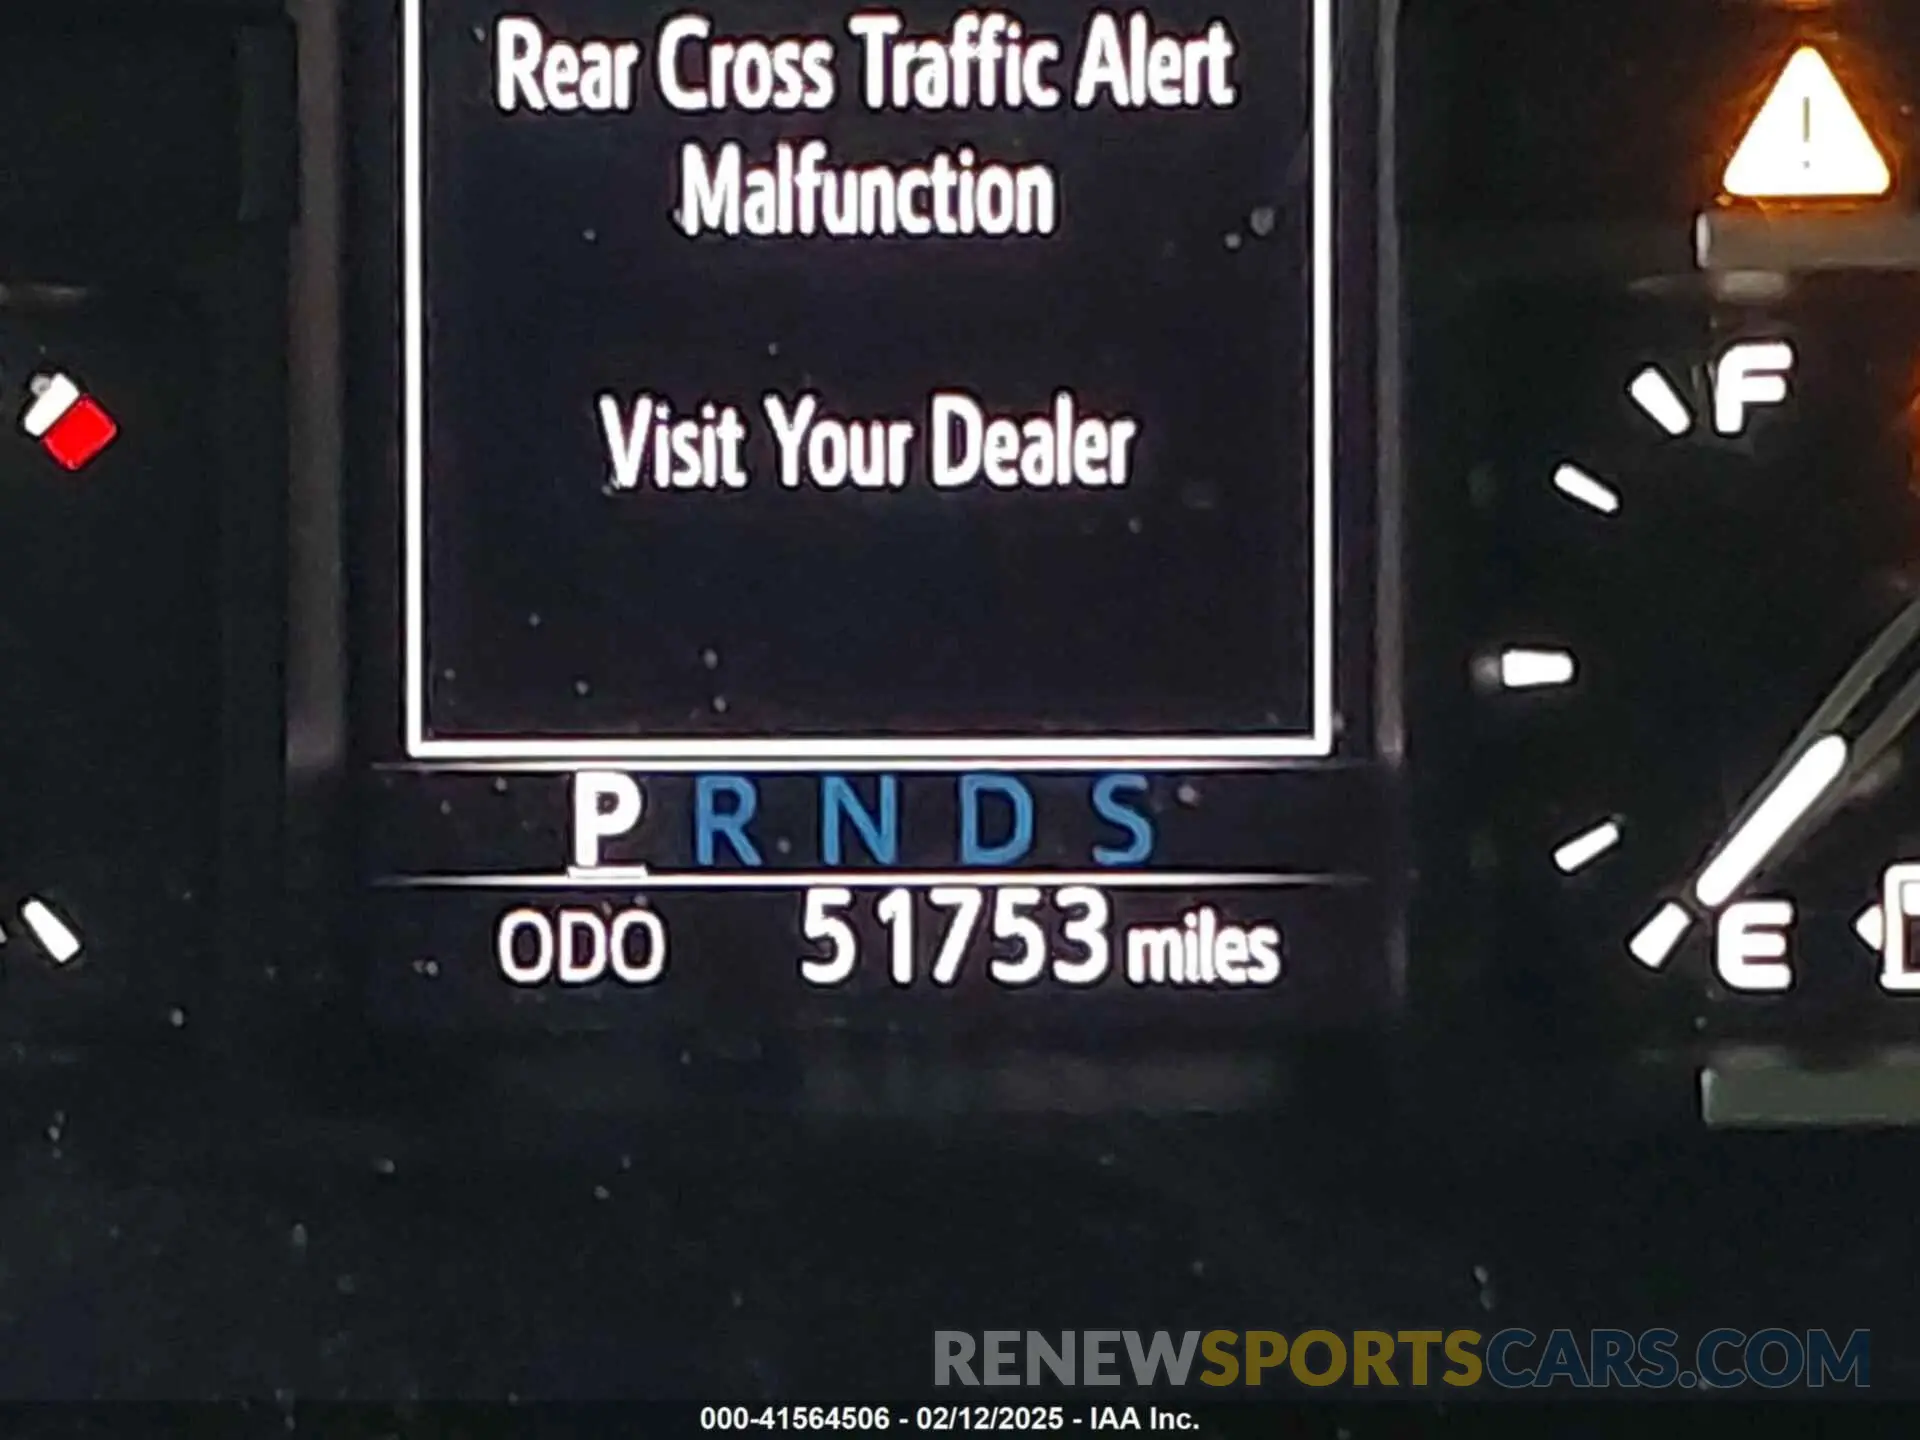 Rear Cross Traffic Alert
Malfunction
Visit Your Dealer
F
P R N D S
ODO 51753 miles
E
RENEWSPORTSCARS.COM
000-41564506 - 02/12/2025 - IAA Inc.